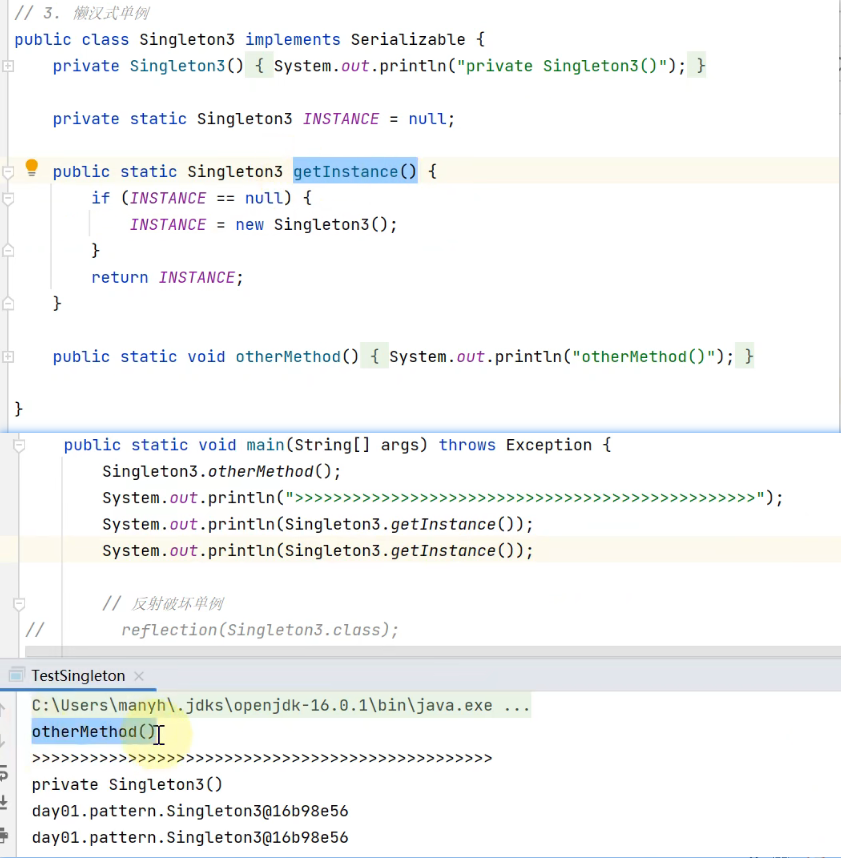 // 3. 懒汉式单例
public class Singleton3 implements Serializable {
private Singleton3() { System.out.println("private Singleton3()"); }
private static Singleton3 INSTANCE = null;
public static Singleton3 getInstance() {
if (INSTANCE == null) {
INSTANCE = new Singleton3();
}
return INSTANCE;
}
public static void otherMethod() { System.out.println("otherMethod()"); }
}
public static void main(String[] args) throws Exception {
Singleton3.otherMethod();
System.out.println(">>>>>>>>>>>>>>>>>>>>>>>>>>>>>>>>>>>>>>>>>>>>>>>>");
System.out.println(Singleton3.getInstance());
System.out.println(Singleton3.getInstance());
// 反射破坏单例
// reflection(Singleton3.class);
TestSingleton
C:\Users\manyh\.jdks\openjdk-16.0.1\bin\java.exe ...
otherMethod()
>>>>>>>>>>>>>>>>>>>>>>>>>>>>>>>>>>>>>>>>>>>>>>>>
private Singleton3()
day01.pattern.Singleton3@16b98e56
day01.pattern.Singleton3@16b98e56